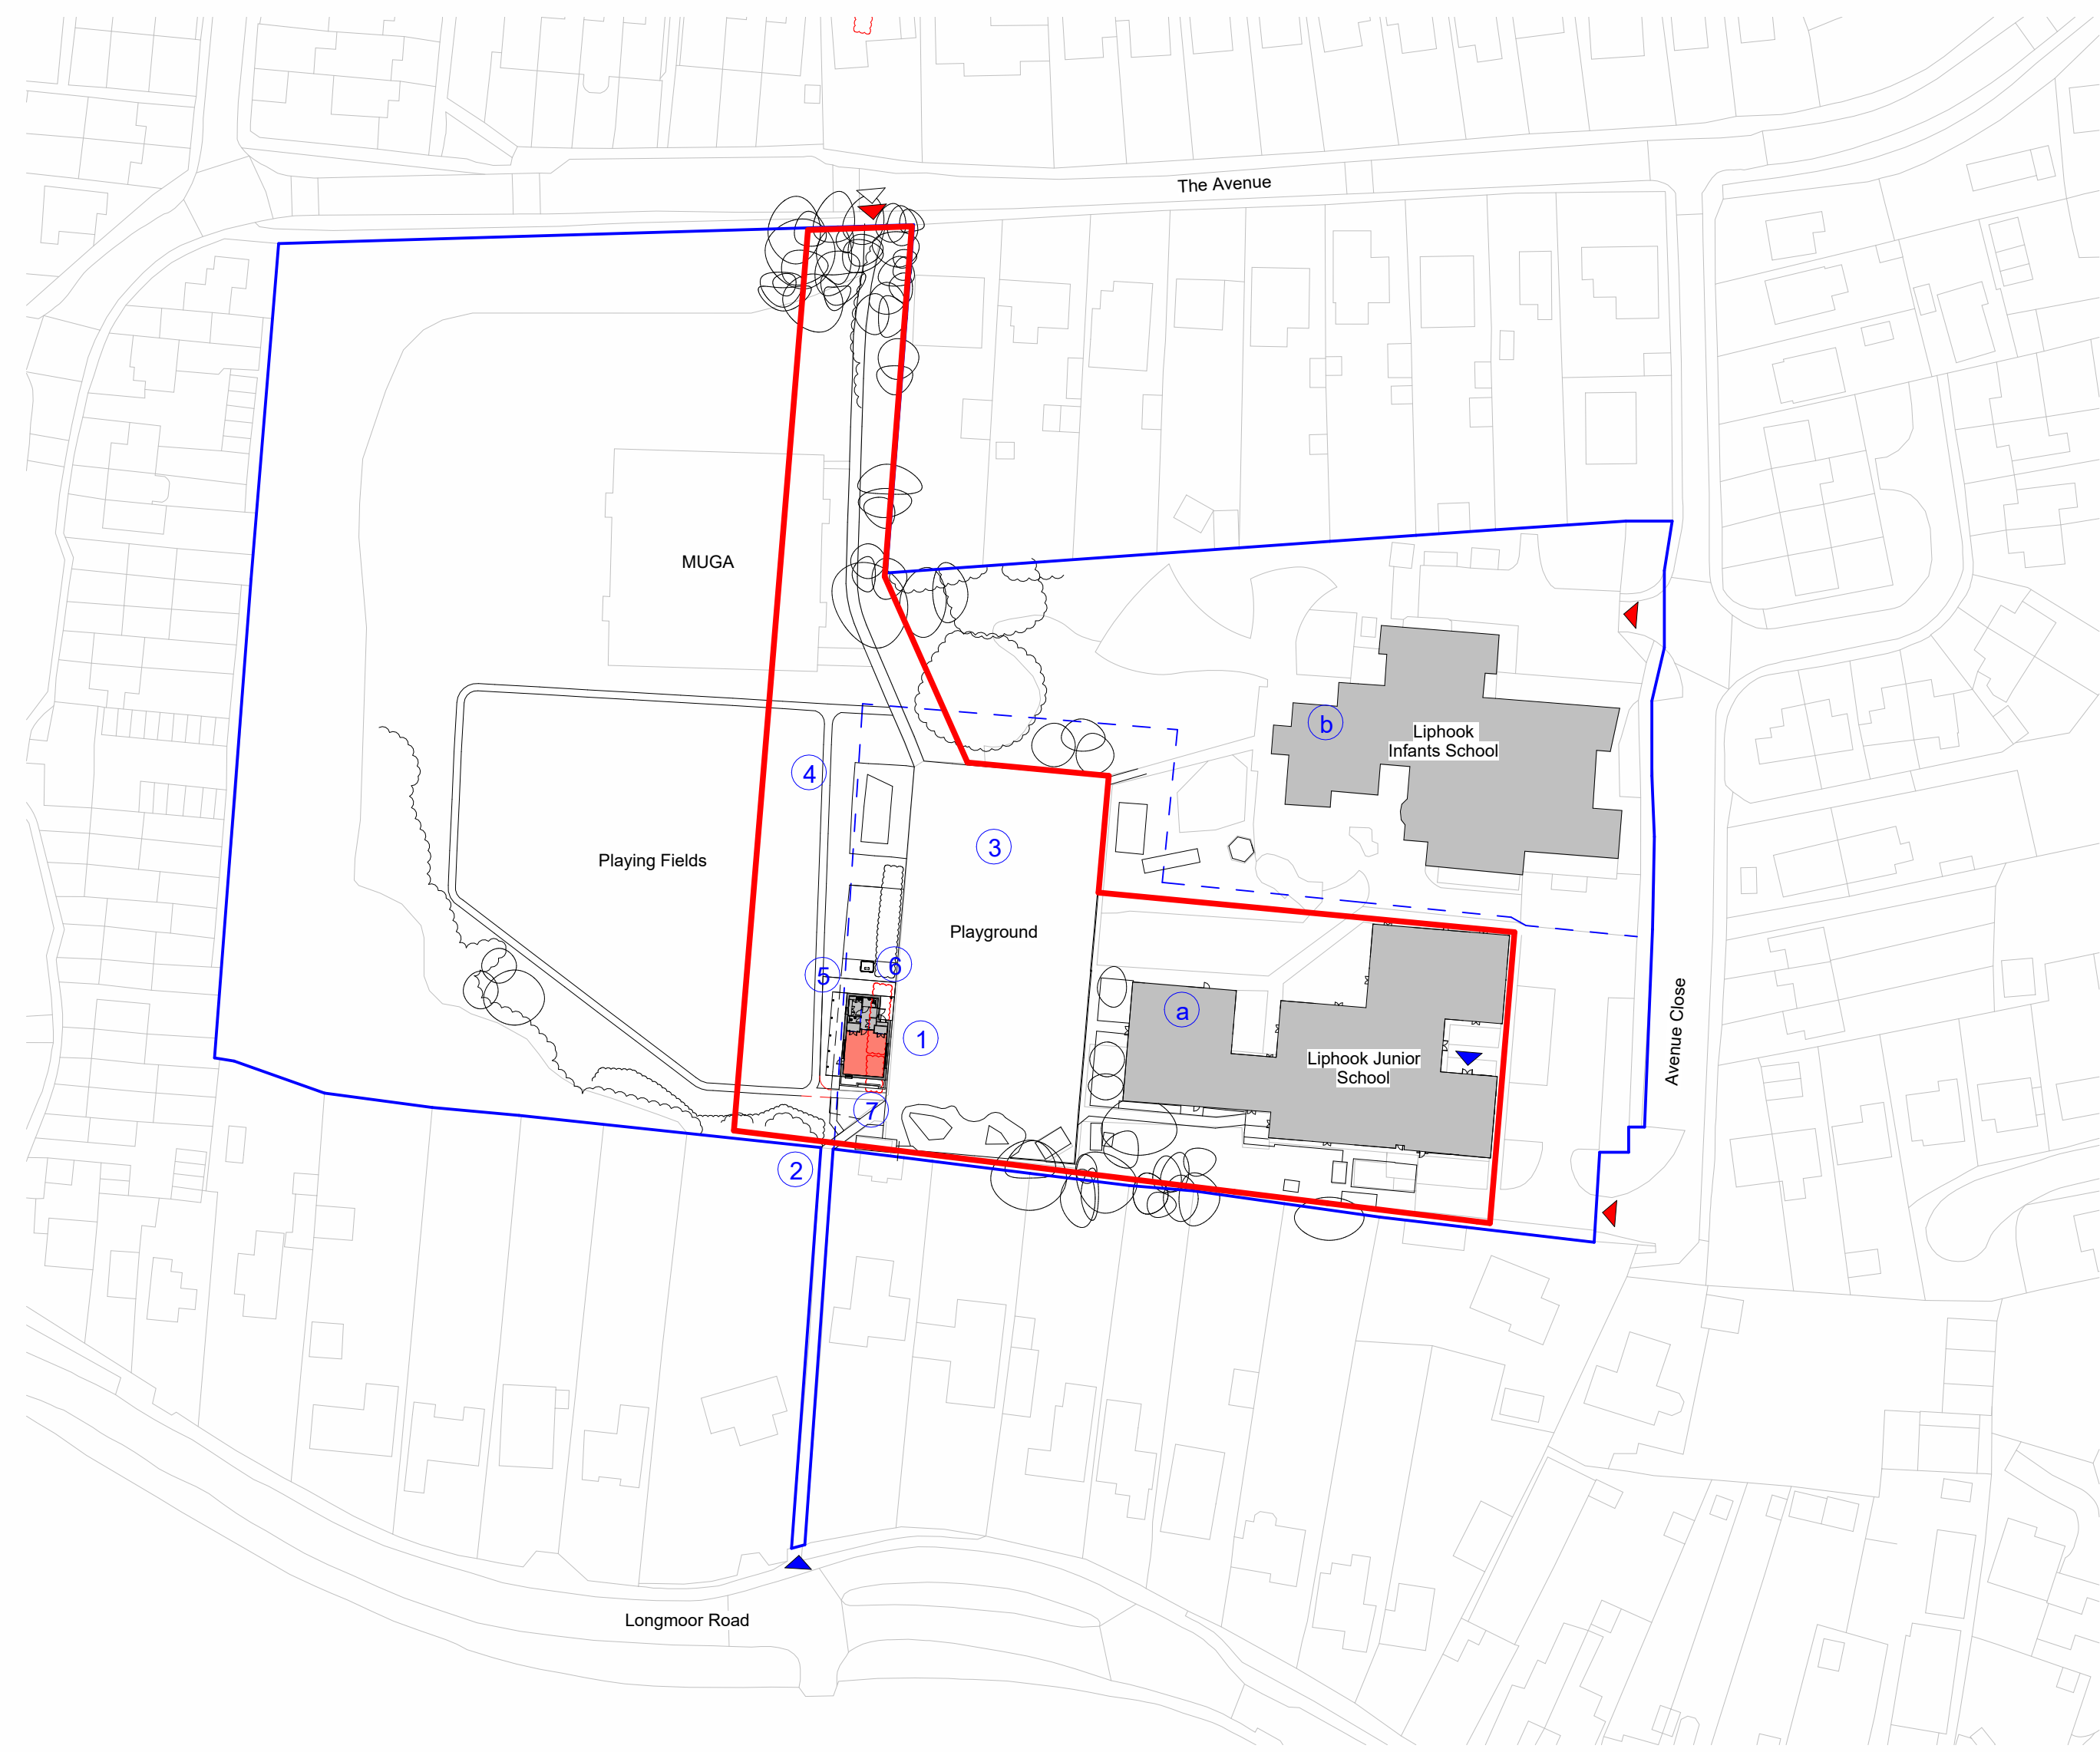 The Avenue
MUGA
b
Liphook
Infants School
4
3
Playing Fields
Playground
5
6
a
1
Liphook Junior
School
Avenue Close
7
2
Longmoor Road